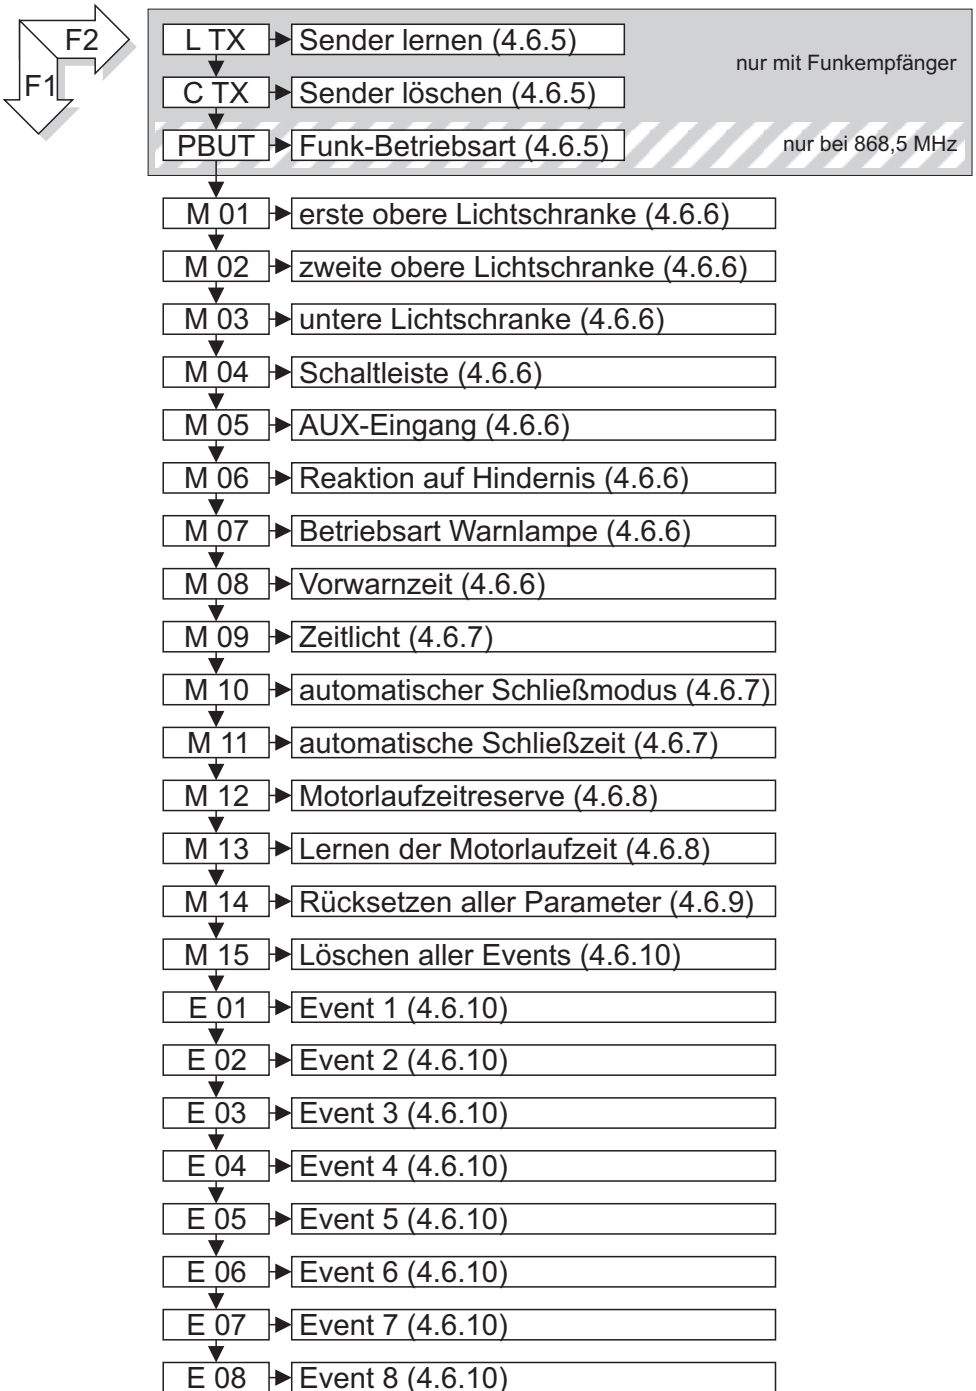 F2
F1
L TX Sender lernen (4.6.5)
nur mit Funkempfänger
C TX Sender löschen (4.6.5)
PBUT Funk-Betriebsart (4.6.5) nur bei 868,5 MHz
M 01 erste obere Lichtschranke (4.6.6)
M 02 zweite obere Lichtschranke (4.6.6)
M 03 untere Lichtschranke (4.6.6)
M 04 Schaltleiste (4.6.6)
M 05 AUX-Eingang (4.6.6)
M 06 Reaktion auf Hindernis (4.6.6)
M 07 Betriebsart Warnlampe (4.6.6)
M 08 Vorwarnzeit (4.6.6)
M 09 Zeitlicht (4.6.7)
M 10 automatischer Schließmodus (4.6.7)
M 11 automatische Schließzeit (4.6.7)
M 12 Motorlaufzeitreserve (4.6.8)
M 13 Lernen der Motorlaufzeit (4.6.8)
M 14 Rücksetzen aller Parameter (4.6.9)
M 15 Löschen aller Events (4.6.10)
E 01 Event 1 (4.6.10)
E 02 Event 2 (4.6.10)
E 03 Event 3 (4.6.10)
E 04 Event 4 (4.6.10)
E 05 Event 5 (4.6.10)
E 06 Event 6 (4.6.10)
E 07 Event 7 (4.6.10)
E 08 Event 8 (4.6.10)